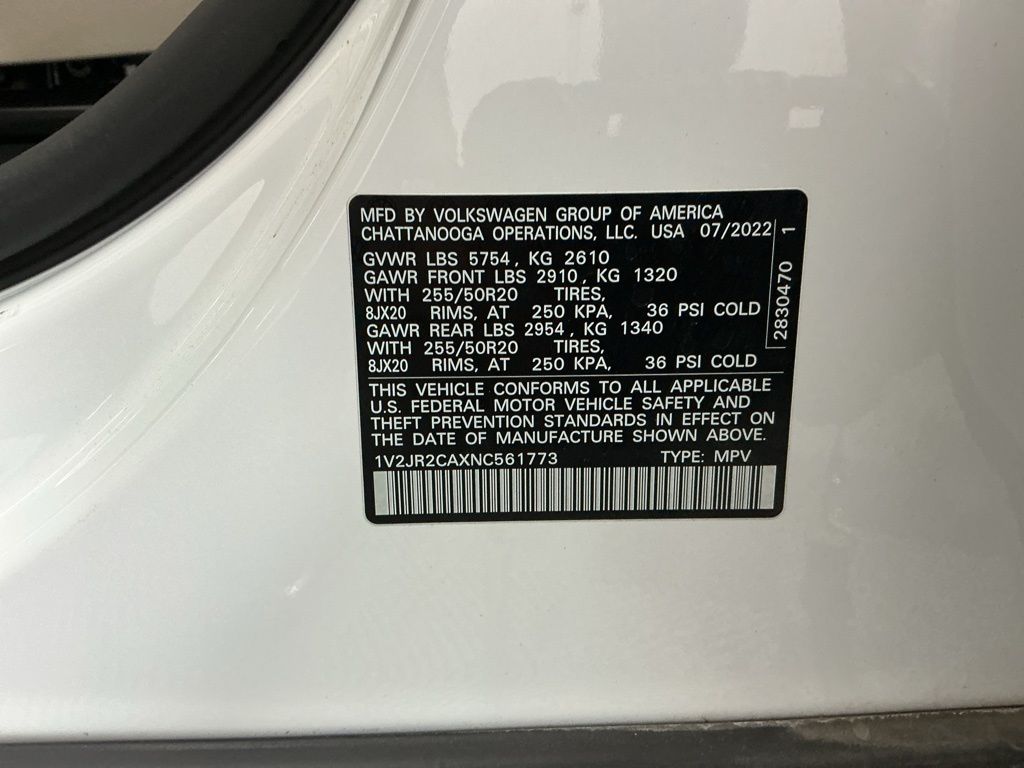 MFD BY VOLKSWAGEN GROUP OF AMERICA
CHATTANOOGA OPERATIONS, LLC. USA 07/2022
GVWR LBS 5754, KG 2610
GAWR FRONT LBS 2910, KG 1320
WITH 255/50R20 TIRES,
8JX20 RIMS, AT 250 KPA, 36 PSI COLD
GAWR REAR LBS 2954, KG 1340
WITH 255/50R20 TIRES,
8JX20 RIMS, AT 250 KPA, 36 PSI COLD
2830470 1
THIS VEHICLE CONFORMS TO ALL APPLICABLE
U.S. FEDERAL MOTOR VEHICLE SAFETY AND
THEFT PREVENTION STANDARDS IN EFFECT ON
THE DATE OF MANUFACTURE SHOWN ABOVE.
1V2JR2CAXNC561773 TYPE: MPV